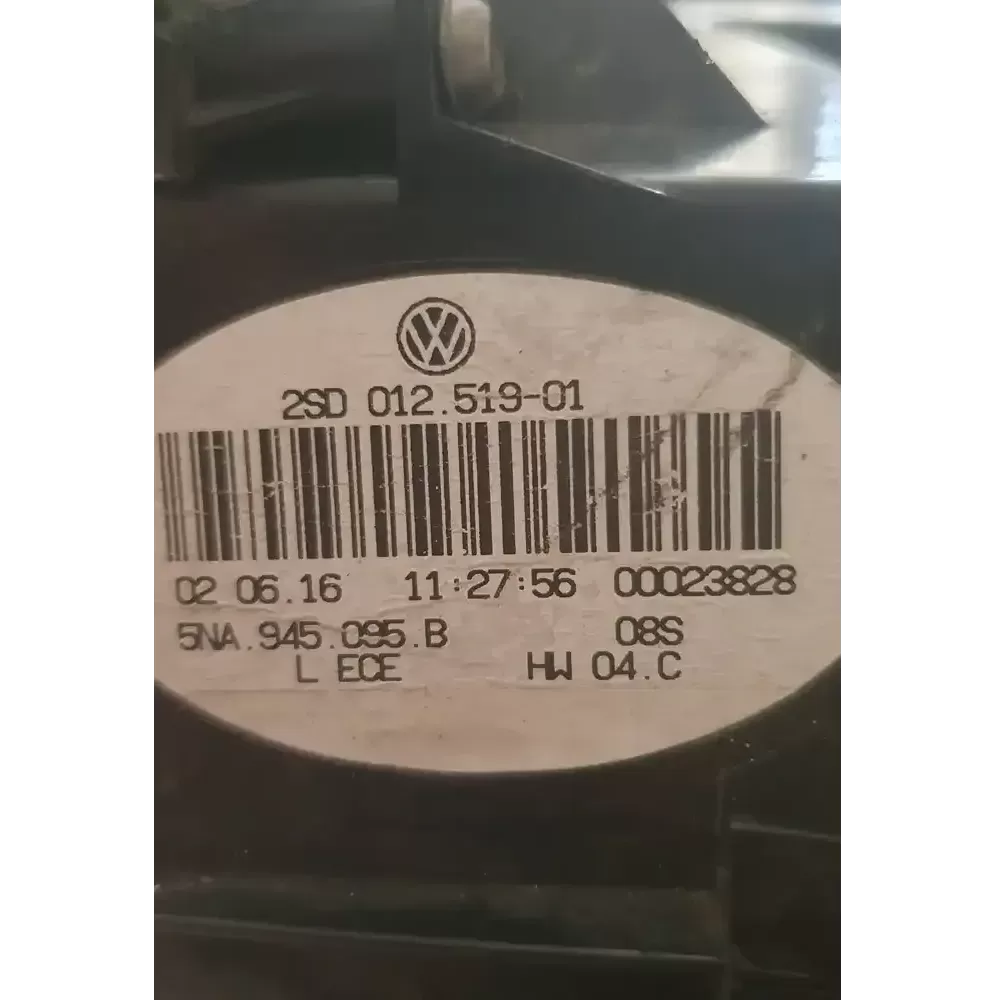 2SD 012.519-01
02 06.16 11:27:56 00023828
5NA.945.095.B 08S
L ECE HW 04.C